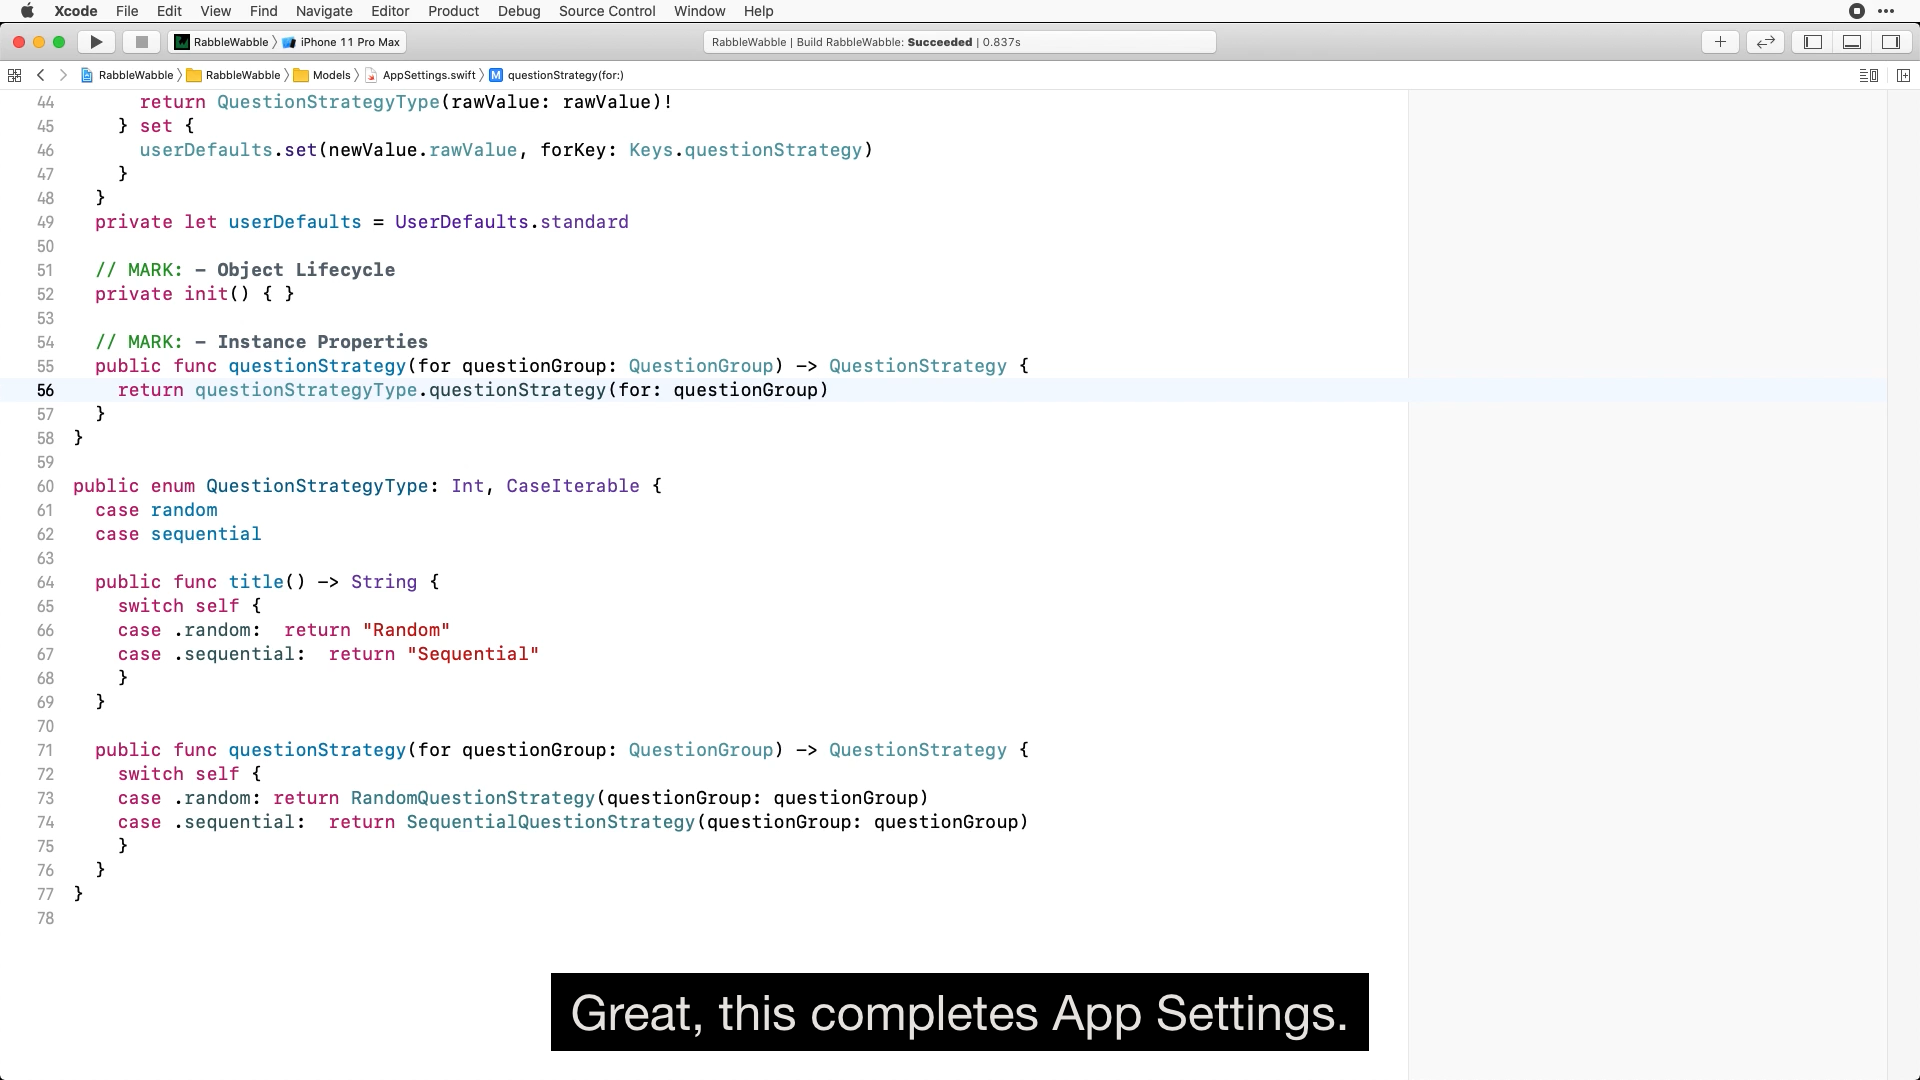 Xcode File Edit View Find Navigate Editor Product Debug Source Control Window Help
RabbleWabble iPhone 11 Pro Max
RabbleWabble | Build RabbleWabble: Succeeded | 0.837s
RabbleWabble RabbleWabble Models AppSettings.swift M questionStrategy(for:)
44 return QuestionStrategyType(rawValue: rawValue)!
45 } set {
46 userDefaults.set(newValue.rawValue, forKey: Keys.questionStrategy)
47 }
48 }
49 private let userDefaults = UserDefaults.standard
50
51 // MARK: - Object Lifecycle
52 private init() { }
53
54 // MARK: - Instance Properties
55 public func questionStrategy(for questionGroup: QuestionGroup) -> QuestionStrategy {
56 return questionStrategyType.questionStrategy(for: questionGroup)
57 }
58 }
59
60 public enum QuestionStrategyType: Int, CaseIterable {
61 case random
62 case sequential
63
64 public func title() -> String {
65 switch self {
66 case .random:  return "Random"
67 case .sequential:  return "Sequential"
68 }
69 }
70
71 public func questionStrategy(for questionGroup: QuestionGroup) -> QuestionStrategy {
72 switch self {
73 case .random: return RandomQuestionStrategy(questionGroup: questionGroup)
74 case .sequential:  return SequentialQuestionStrategy(questionGroup: questionGroup)
75 }
76 }
77 }
78
Great, this completes App Settings.